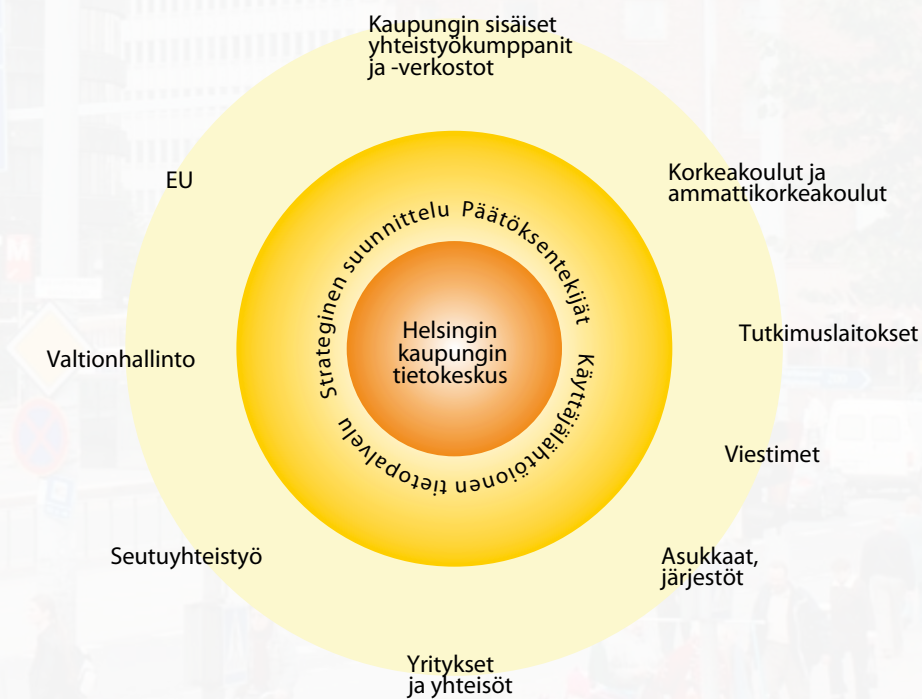 Kaupungin sisäiset
yhteistyökumppanit
ja -verkostot
EU
Korkeakoulut ja
ammattikorkeakoulut
Strateginen suunnittelu
Päätöksentekijät
Käyttäjälähtöionen tietopalvelu
Helsingin
kaupungin
tietokeskus
Valtionhallinto
Tutkimuslaitokset
Viestimet
Seutuyhteistyö
Asukkaat,
järjestöt
Yritykset
ja yhteisöt